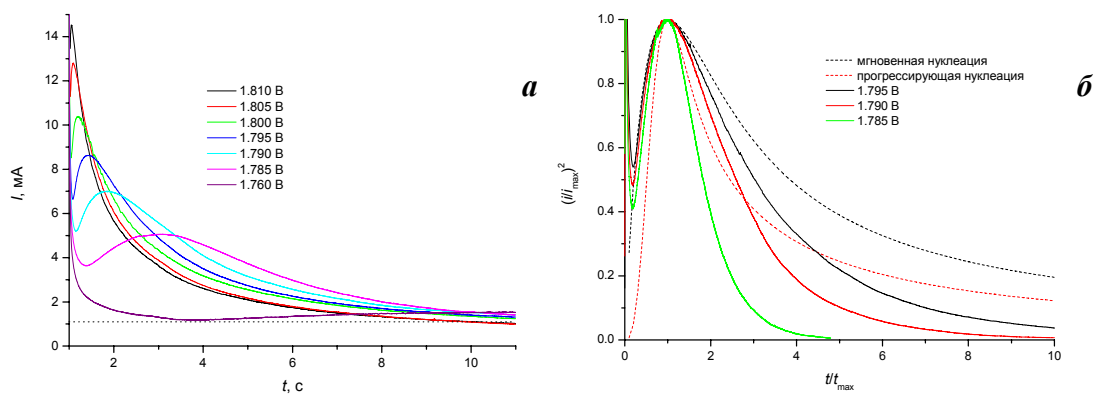 14
12
10
8
6
4
2
0
I, мА
2
4
6
8
10
t, с
1.810 В
1.805 В
1.800 В
1.795 В
1.790 В
1.785 В
1.760 В
а
1.0
0.8
0.6
0.4
0.2
0.0
(i/i_max)²
0
2
4
6
8
10
t/t_max
мгновенная нуклеация
прогрессирующая нуклеация
1.795 В
1.790 В
1.785 В
б